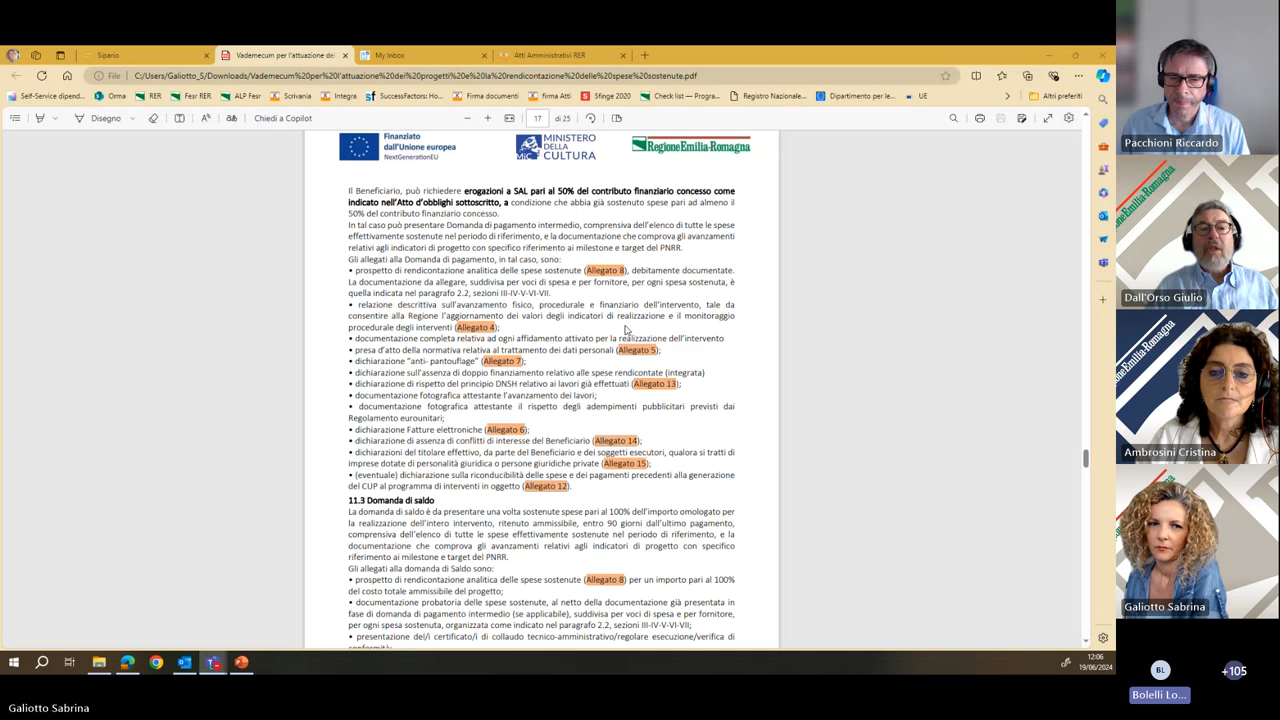 Sipario
Vademecum per l'attuazione dei
My Inbox
Atti Amministrativi RER
File
C:/Users/Galiotto_S/Downloads/Vademecum%20per%20l'attuazione%20dei%20progetti%20e%20la%20rendicontazione%20delle%20spese%20sostenute.pdf
Self-Service dipend...
Orma
RER
Fesr RER
ALP Fesr
Scrivania
Integra
SuccessFactors: Ho...
Firma documenti
firma Atti
Sfinge 2020
Check list — Progra...
Registro Nazionale...
Dipartimento per le...
UE
Altri preferiti
Disegno
Chiedi a Copilot
17
di 25
Finanziato
dall'Unione europea
NextGenerationEU
MiC
MINISTERO
DELLA
CULTURA
RegioneEmilia-Romagna
Il Beneficiario, può richiedere erogazioni a SAL pari al 50% del contributo finanziario concesso come
indicato nell'Atto d'obblighi sottoscritto, a condizione che abbia già sostenuto spese pari ad almeno il
50% del contributo finanziario concesso.
In tal caso può presentare Domanda di pagamento intermedio, comprensiva dell'elenco di tutte le spese
effettivamente sostenute nel periodo di riferimento, e la documentazione che comprova gli avanzamenti
relativi agli indicatori di progetto con specifico riferimento ai milestone e target del PNRR.
Gli allegati alla Domanda di pagamento, in tal caso, sono:
• prospetto di rendicontazione analitica delle spese sostenute (Allegato 8), debitamente documentate.
La documentazione da allegare, suddivisa per voci di spesa e per fornitore, per ogni spesa sostenuta, è
quella indicata nel paragrafo 2.2, sezioni III-IV-V-VI-VII.
• relazione descrittiva sull'avanzamento fisico, procedurale e finanziario dell'intervento, tale da
consentire alla Regione l'aggiornamento dei valori degli indicatori di realizzazione e il monitoraggio
procedurale degli interventi (Allegato 4);
• documentazione completa relativa ad ogni affidamento attivato per la realizzazione dell'intervento
• presa d'atto della normativa relativa al trattamento dei dati personali (Allegato 5);
• dichiarazione "anti- pantouflage" (Allegato 7);
• dichiarazione sull'assenza di doppio finanziamento relativo alle spese rendicontate (integrata)
• dichiarazione di rispetto del principio DNSH relativo ai lavori già effettuati (Allegato 13);
• documentazione fotografica attestante l'avanzamento dei lavori;
• documentazione fotografica attestante il rispetto degli adempimenti pubblicitari previsti dai
Regolamento eurounitari;
• dichiarazione Fatture elettroniche (Allegato 6);
• dichiarazione di assenza di conflitti di interesse del Beneficiario (Allegato 14);
• dichiarazioni del titolare effettivo, da parte del Beneficiario e dei soggetti esecutori, qualora si tratti di
imprese dotate di personalità giuridica o persone giuridiche private (Allegato 15);
• (eventuale) dichiarazione sulla riconducibilità delle spese e dei pagamenti precedenti alla generazione
del CUP al programma di interventi in oggetto (Allegato 12).
11.3 Domanda di saldo
La domanda di saldo è da presentare una volta sostenute spese pari al 100% dell'importo omologato per
la realizzazione dell'intero intervento, ritenuto ammissibile, entro 90 giorni dall'ultimo pagamento,
comprensiva dell'elenco di tutte le spese effettivamente sostenute nel periodo di riferimento, e la
documentazione che comprova gli avanzamenti relativi agli indicatori di progetto con specifico
riferimento ai milestone e target del PNRR.
Gli allegati alla domanda di Saldo sono:
• prospetto di rendicontazione analitica delle spese sostenute (Allegato 8) per un importo pari al 100%
del costo totale ammissibile del progetto;
• documentazione probatoria delle spese sostenute, al netto della documentazione già presentata in
fase di domanda di pagamento intermedio (se applicabile), suddivisa per voci di spesa e per fornitore,
per ogni spesa sostenuta, organizzata come indicato nel paragrafo 2.2, sezioni III-IV-V-VI-VII;
• presentazione del/i certificato/i di collaudo tecnico-amministrativo/regolare esecuzione/verifica di
conformità;
12:06
19/06/2024
Galiotto Sabrina
Pacchioni Riccardo
RegioneEmilia-Romagna
Dall'Orso Giulio
Ambrosini Cristina
Galiotto Sabrina
BL
Bolelli Lo...
+105